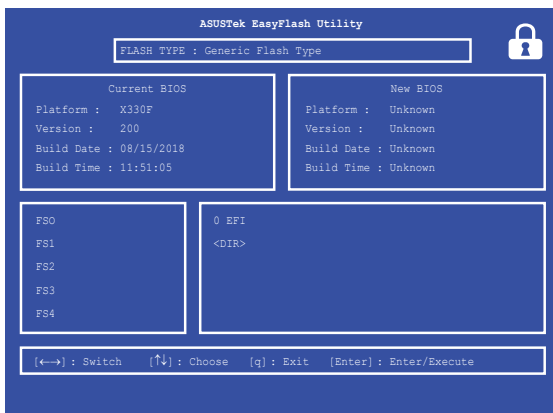 ASUSTek EasyFlash Utility
FLASH TYPE : Generic Flash Type
Current BIOS
Platform : X330F
Version : 200
Build Date : 08/15/2018
Build Time : 11:51:05
New BIOS
Platform : Unknown
Version : Unknown
Build Date : Unknown
Build Time : Unknown
FS0
FS1
FS2
FS3
FS4
0 EFI
<DIR>
[←→] : Switch [↑↓] : Choose [q] : Exit [Enter] : Enter/Execute